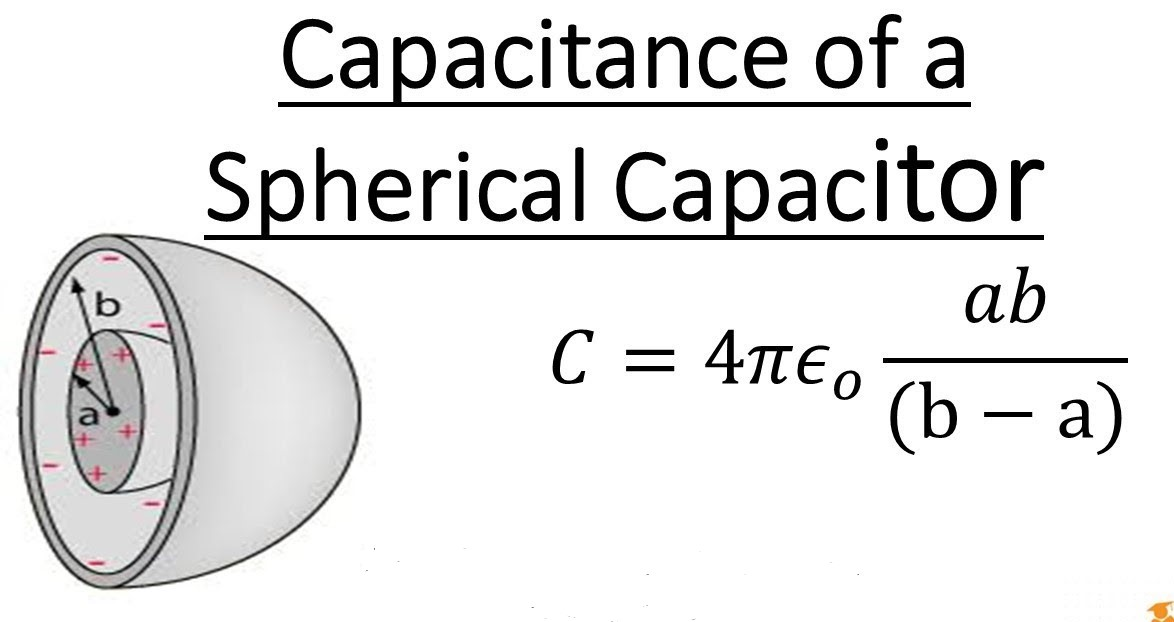 Capacitance of a
Spherical Capacitor
C = 4πϵₒ ab / (b − a)
b
a